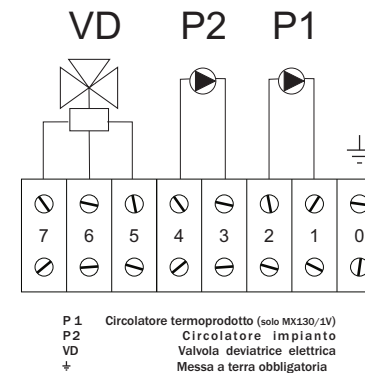 VD P2 P1
7 6 5 4 3 2 1 0
P 1 Circolatore termoprodotto (solo MX130/1V)
P2 Circolatore impianto
VD Valvola deviatrice elettrica
⏚ Messa a terra obbligatoria